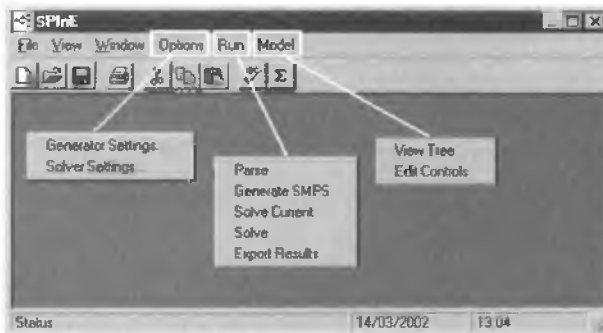 SPInE
File View Window Options Run Model
Σ
Generator Settings...
Solver Settings...
Parse
Generate SMPS
Solve Current
Solve
Export Results
View Tree
Edit Controls
Status 14/03/2002 13:04